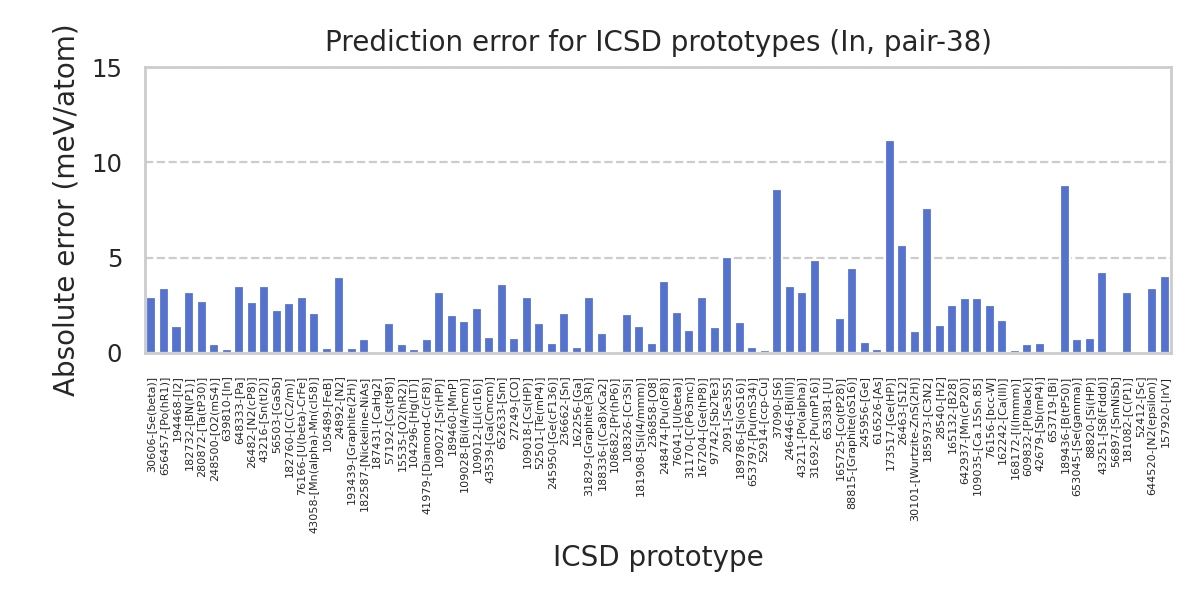 Prediction error for ICSD prototypes (In, pair-38)
Absolute error (meV/atom)
15
10
5
0
30606-[Se(beta)]
656457-[Po(hR1)]
194468-[I2]
182732-[BN(P1)]
280872-[Ta(tP30)]
248500-[O2(mS4)]
639810-[In]
648333-[Pa]
26482-[N2(cP8)]
43216-[Sn(tI2)]
56503-[GaSb]
182760-[C(C2/m)]
76166-[U(beta)-CrFe]
43058-[Mn(alpha)-Mn(cI58)]
105489-[FeB]
24892-[N2]
193439-[Graphite(2H)]
182587-[Nickeline-NiAs]
187431-[CaHg2]
57192-[Cs(tP8)]
15535-[O2(hR2)]
104296-[Hg(LT)]
41979-[Diamond-C(cF8)]
109027-[Sr(HP)]
189460-[MnP]
109028-[Bi(I4/mcm)]
109012-[Li(cI16)]
43539-[Ga(Cmcm)]
652633-[Sm]
27249-[CO]
109018-[Cs(HP)]
52501-[Te(mP4)]
245950-[Ge(cF136)]
236662-[Sn]
162256-[Ga]
31829-[Graphite(3R)]
188336-[(Ca8)xCa2]
108682-[Pr(hP6)]
108326-[Cr3Si]
181908-[Si(I4/mmm)]
236858-[O8]
248474-[Pu(oF8)]
76041-[U(beta)]
31170-[C(P63mc)]
167204-[Ge(hP8)]
97742-[Sb2Te3]
2091-[Se3S5]
189786-[Si(oS16)]
653797-[Pu(mS34)]
52914-[ccp-Cu]
37090-[S6]
246446-[Bi(III)]
43211-[Po(alpha)]
31692-[Pu(mP16)]
653381-[U]
165725-[Co(tP28)]
88815-[Graphite(oS16)]
245956-[Ge]
616526-[As]
173517-[Ge(HP)]
26463-[S12]
30101-[Wurtzite-ZnS(2H)]
185973-[C3N2]
28540-[H2]
165132-[B28]
642937-[Mn(cP20)]
109035-[Ca.15Sn.85]
76156-[bcc-W]
162242-[Ca(III)]
168172-[I(Immm)]
609832-[P(black)]
42679-[Sb(mP4)]
653719-[Bi]
189436-[B(tP50)]
653045-[Se(gamma)]
88820-[Si(HP)]
43251-[S8(Fddd)]
56897-[SmNiSb]
181082-[C(P1)]
52412-[Sc]
644520-[N2(epsilon)]
157920-[IrV]
ICSD prototype